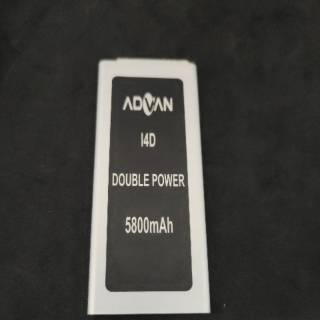 ADVAN
I4D
DOUBLE POWER
5800mAh